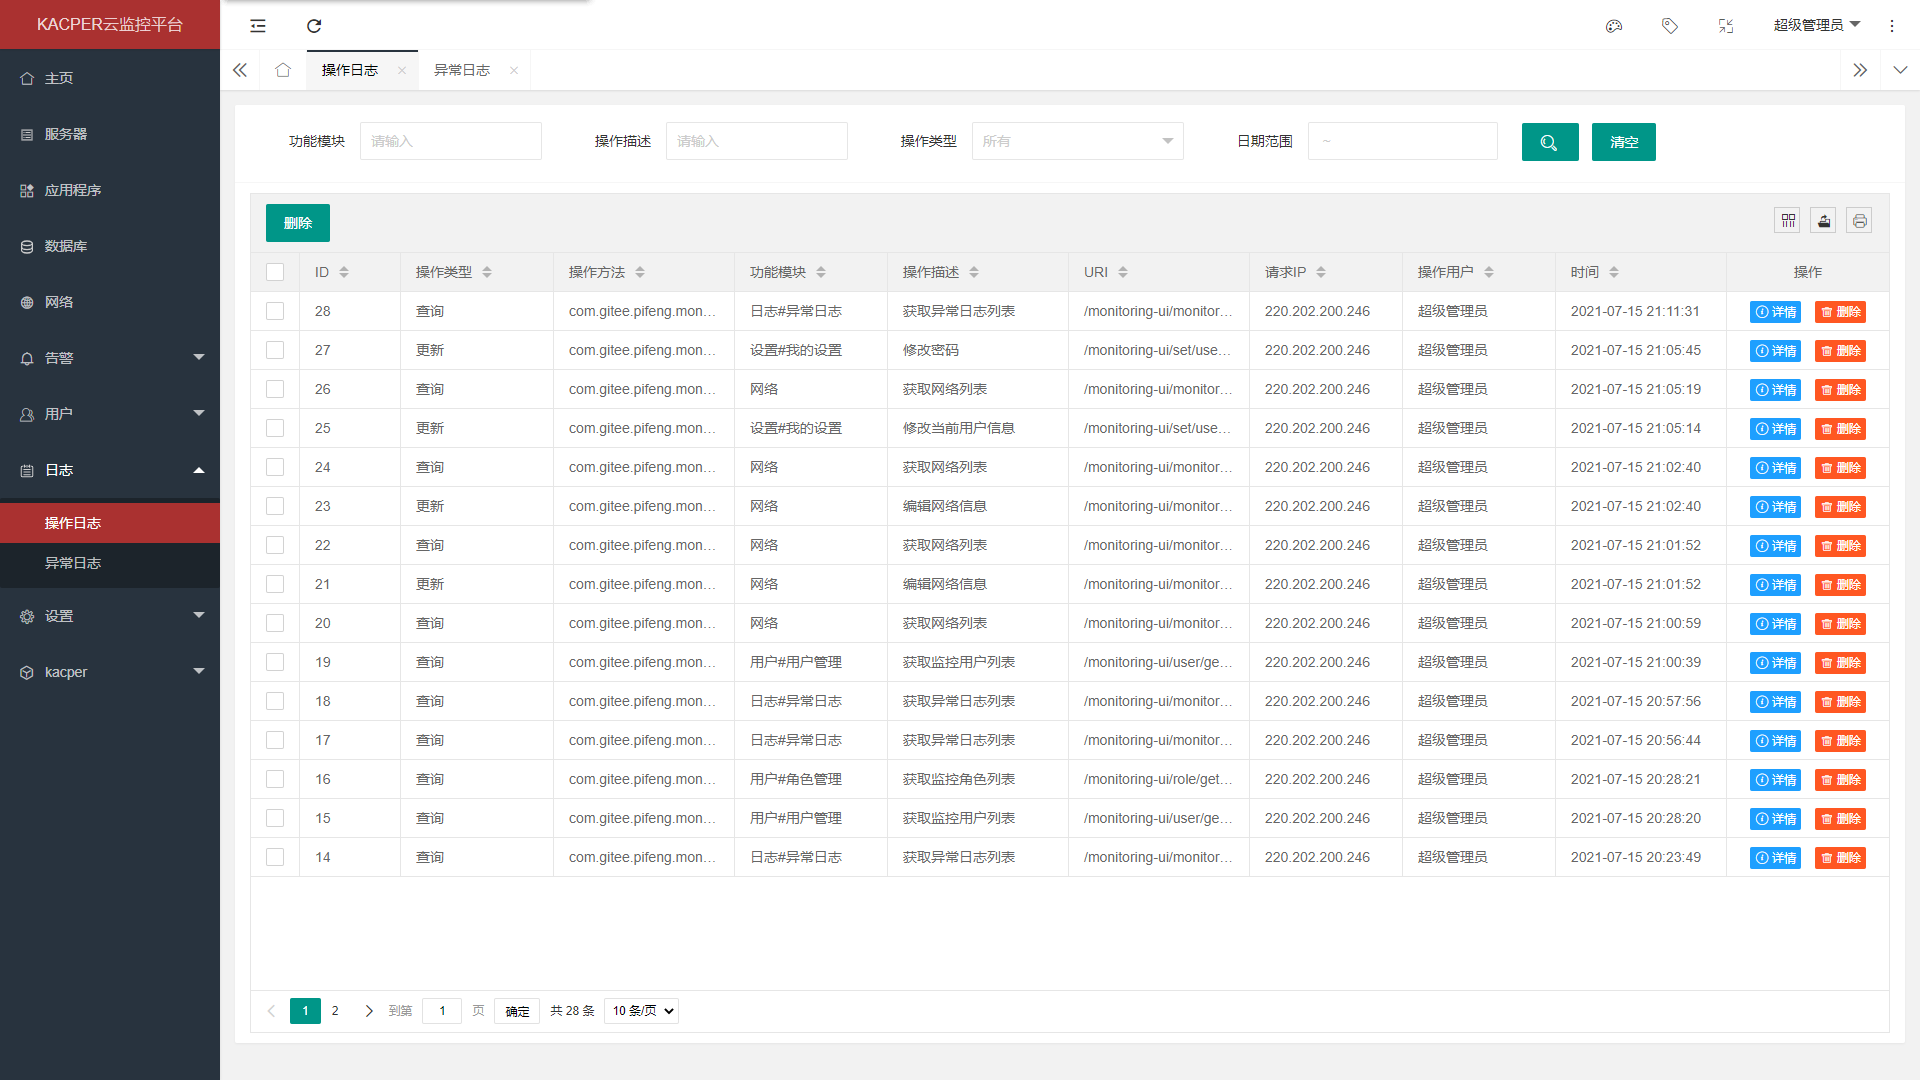 KACPER云监控平台
超级管理员
操作日志
异常日志
主页
服务器
应用程序
数据库
网络
告警
用户
日志
操作日志
异常日志
设置
kacper
功能模块 请输入 操作描述 请输入 操作类型 所有 日期范围 ~ 清空
删除
ID 操作类型 操作方法 功能模块 操作描述 URI 请求IP 操作用户 时间 操作
28 查询 com.gitee.pifeng.mon... 日志#异常日志 获取异常日志列表 /monitoring-ui/monitor... 220.202.200.246 超级管理员 2021-07-15 21:11:31 详情 删除
27 更新 com.gitee.pifeng.mon... 设置#我的设置 修改密码 /monitoring-ui/set/use... 220.202.200.246 超级管理员 2021-07-15 21:05:45 详情 删除
26 查询 com.gitee.pifeng.mon... 网络 获取网络列表 /monitoring-ui/monitor... 220.202.200.246 超级管理员 2021-07-15 21:05:19 详情 删除
25 更新 com.gitee.pifeng.mon... 设置#我的设置 修改当前用户信息 /monitoring-ui/set/use... 220.202.200.246 超级管理员 2021-07-15 21:05:14 详情 删除
24 查询 com.gitee.pifeng.mon... 网络 获取网络列表 /monitoring-ui/monitor... 220.202.200.246 超级管理员 2021-07-15 21:02:40 详情 删除
23 更新 com.gitee.pifeng.mon... 网络 编辑网络信息 /monitoring-ui/monitor... 220.202.200.246 超级管理员 2021-07-15 21:02:40 详情 删除
22 查询 com.gitee.pifeng.mon... 网络 获取网络列表 /monitoring-ui/monitor... 220.202.200.246 超级管理员 2021-07-15 21:01:52 详情 删除
21 更新 com.gitee.pifeng.mon... 网络 编辑网络信息 /monitoring-ui/monitor... 220.202.200.246 超级管理员 2021-07-15 21:01:52 详情 删除
20 查询 com.gitee.pifeng.mon... 网络 获取网络列表 /monitoring-ui/monitor... 220.202.200.246 超级管理员 2021-07-15 21:00:59 详情 删除
19 查询 com.gitee.pifeng.mon... 用户#用户管理 获取监控用户列表 /monitoring-ui/user/ge... 220.202.200.246 超级管理员 2021-07-15 21:00:39 详情 删除
18 查询 com.gitee.pifeng.mon... 日志#异常日志 获取异常日志列表 /monitoring-ui/monitor... 220.202.200.246 超级管理员 2021-07-15 20:57:56 详情 删除
17 查询 com.gitee.pifeng.mon... 日志#异常日志 获取异常日志列表 /monitoring-ui/monitor... 220.202.200.246 超级管理员 2021-07-15 20:56:44 详情 删除
16 查询 com.gitee.pifeng.mon... 用户#角色管理 获取监控角色列表 /monitoring-ui/role/get... 220.202.200.246 超级管理员 2021-07-15 20:28:21 详情 删除
15 查询 com.gitee.pifeng.mon... 用户#用户管理 获取监控用户列表 /monitoring-ui/user/ge... 220.202.200.246 超级管理员 2021-07-15 20:28:20 详情 删除
14 查询 com.gitee.pifeng.mon... 日志#异常日志 获取异常日志列表 /monitoring-ui/monitor... 220.202.200.246 超级管理员 2021-07-15 20:23:49 详情 删除
1 2 到第 1 页 确定 共 28 条 10 条/页